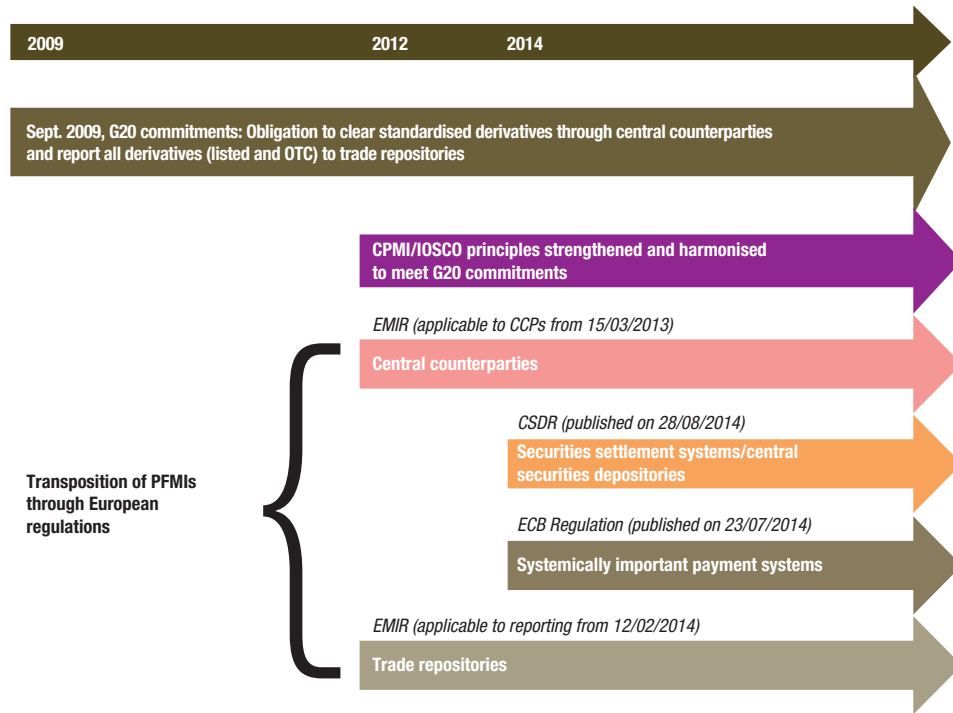 2009 2012 2014
Sept. 2009, G20 commitments: Obligation to clear standardised derivatives through central counterparties
and report all derivatives (listed and OTC) to trade repositories
CPMI/IOSCO principles strengthened and harmonised
to meet G20 commitments
EMIR (applicable to CCPs from 15/03/2013)
Central counterparties
CSDR (published on 28/08/2014)
Securities settlement systems/central
securities depositories
Transposition of PFMIs
through European
regulations
ECB Regulation (published on 23/07/2014)
Systemically important payment systems
EMIR (applicable to reporting from 12/02/2014)
Trade repositories